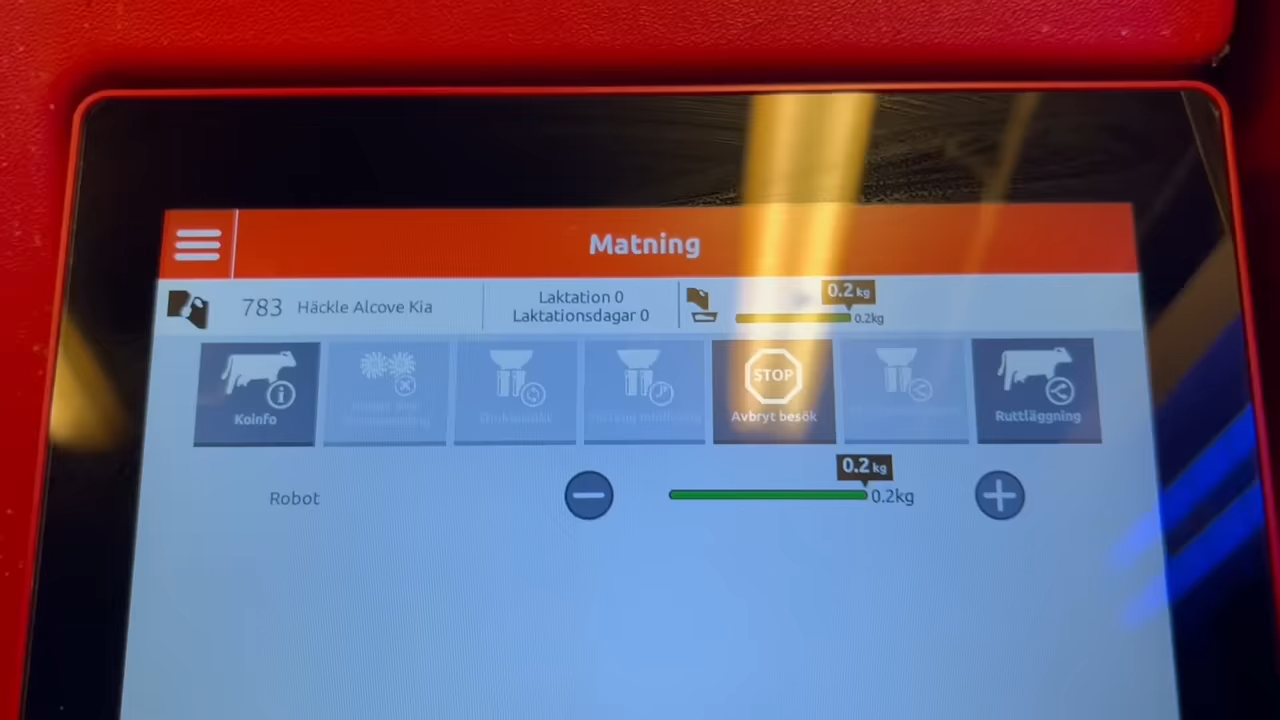 Matning
783 Häckle Alcove Kia
Laktation 0
Laktationsdagar 0
0.2 kg
0.2kg
Koinfo
STOP
Avbryt besök
Ruttläggning
Robot
0.2 kg
0.2kg